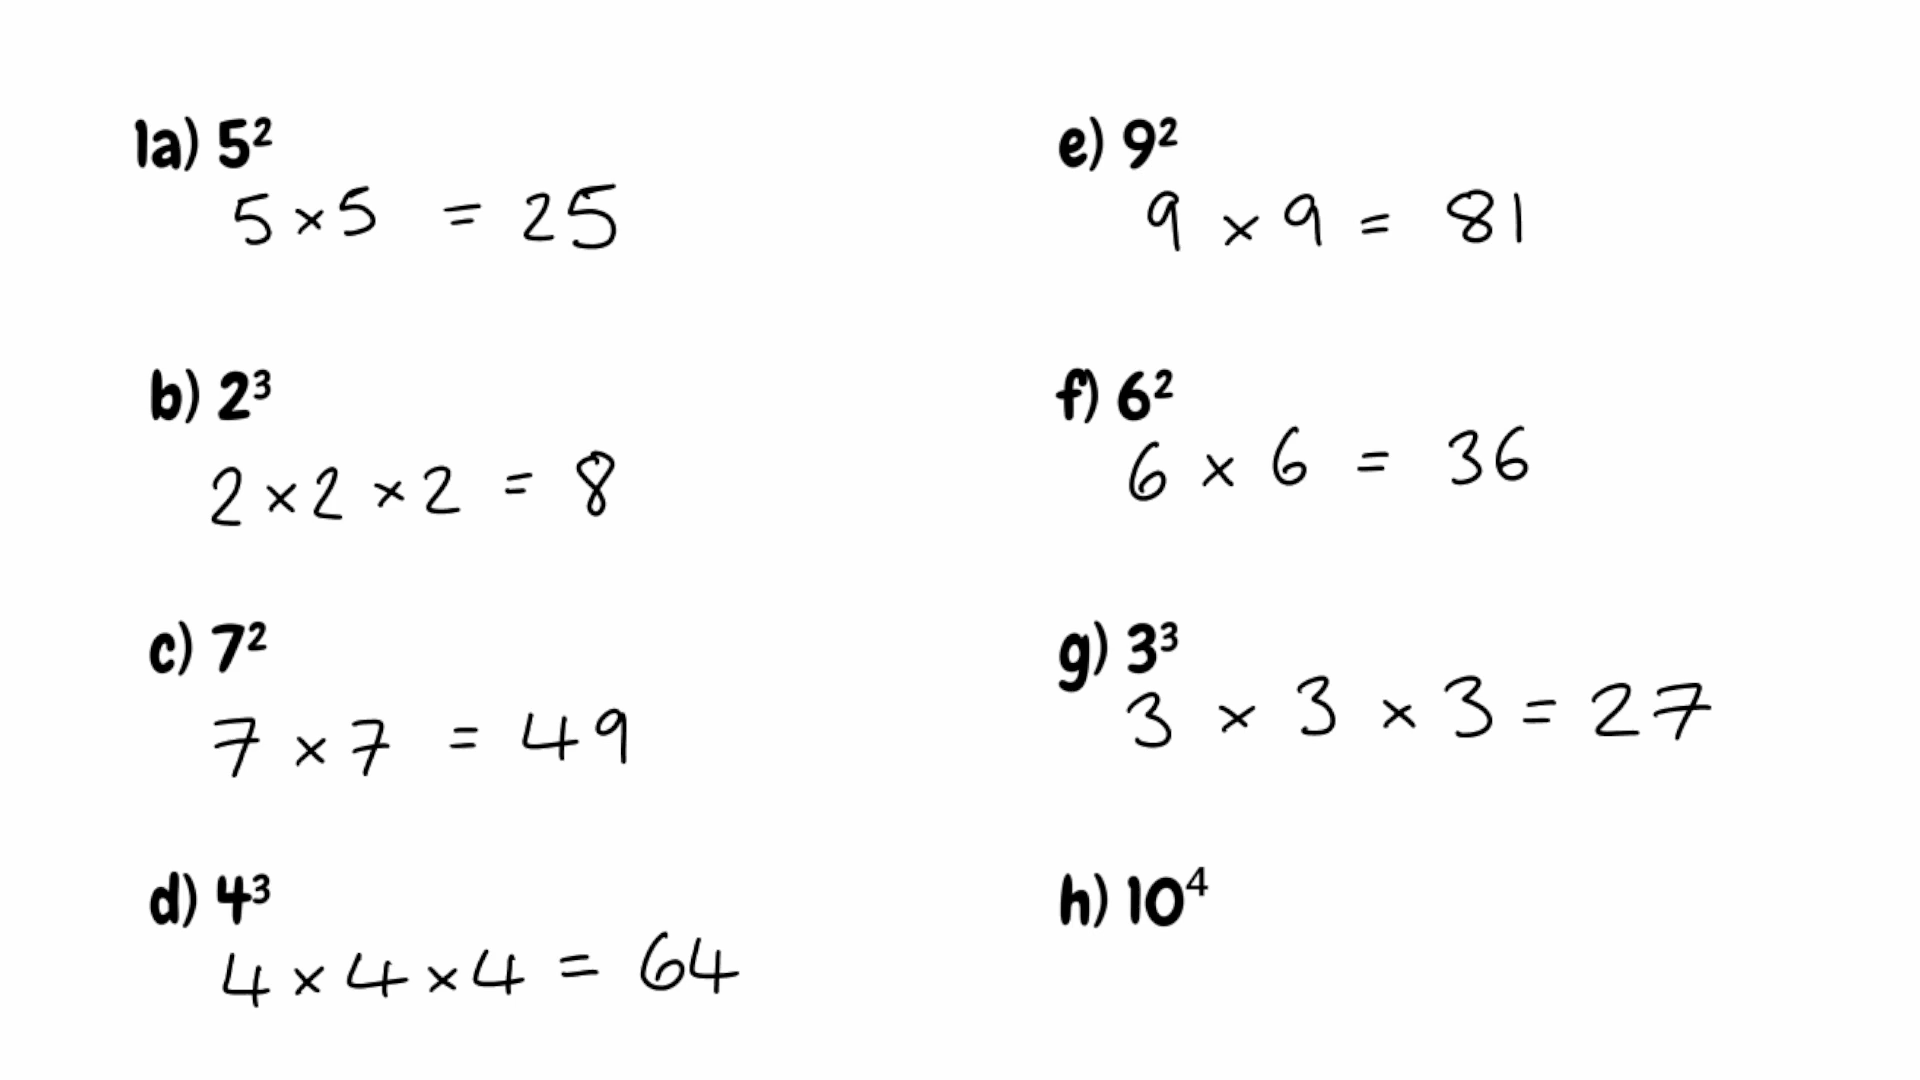 1a) 5²
5 × 5 = 25
b) 2³
2 × 2 × 2 = 8
c) 7²
7 × 7 = 49
d) 4³
4 × 4 × 4 = 64
e) 9²
9 × 9 = 81
f) 6²
6 × 6 = 36
g) 3³
3 × 3 × 3 = 27
h) 10⁴